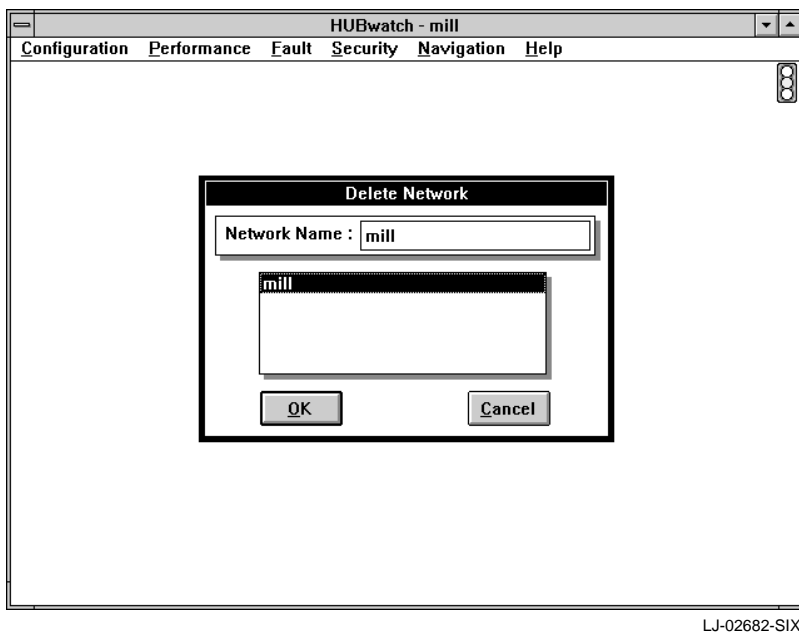 HUBwatch - mill
Configuration Performance Fault Security Navigation Help
Delete Network
Network Name : mill
mill
OK Cancel
LJ-02682-SIX